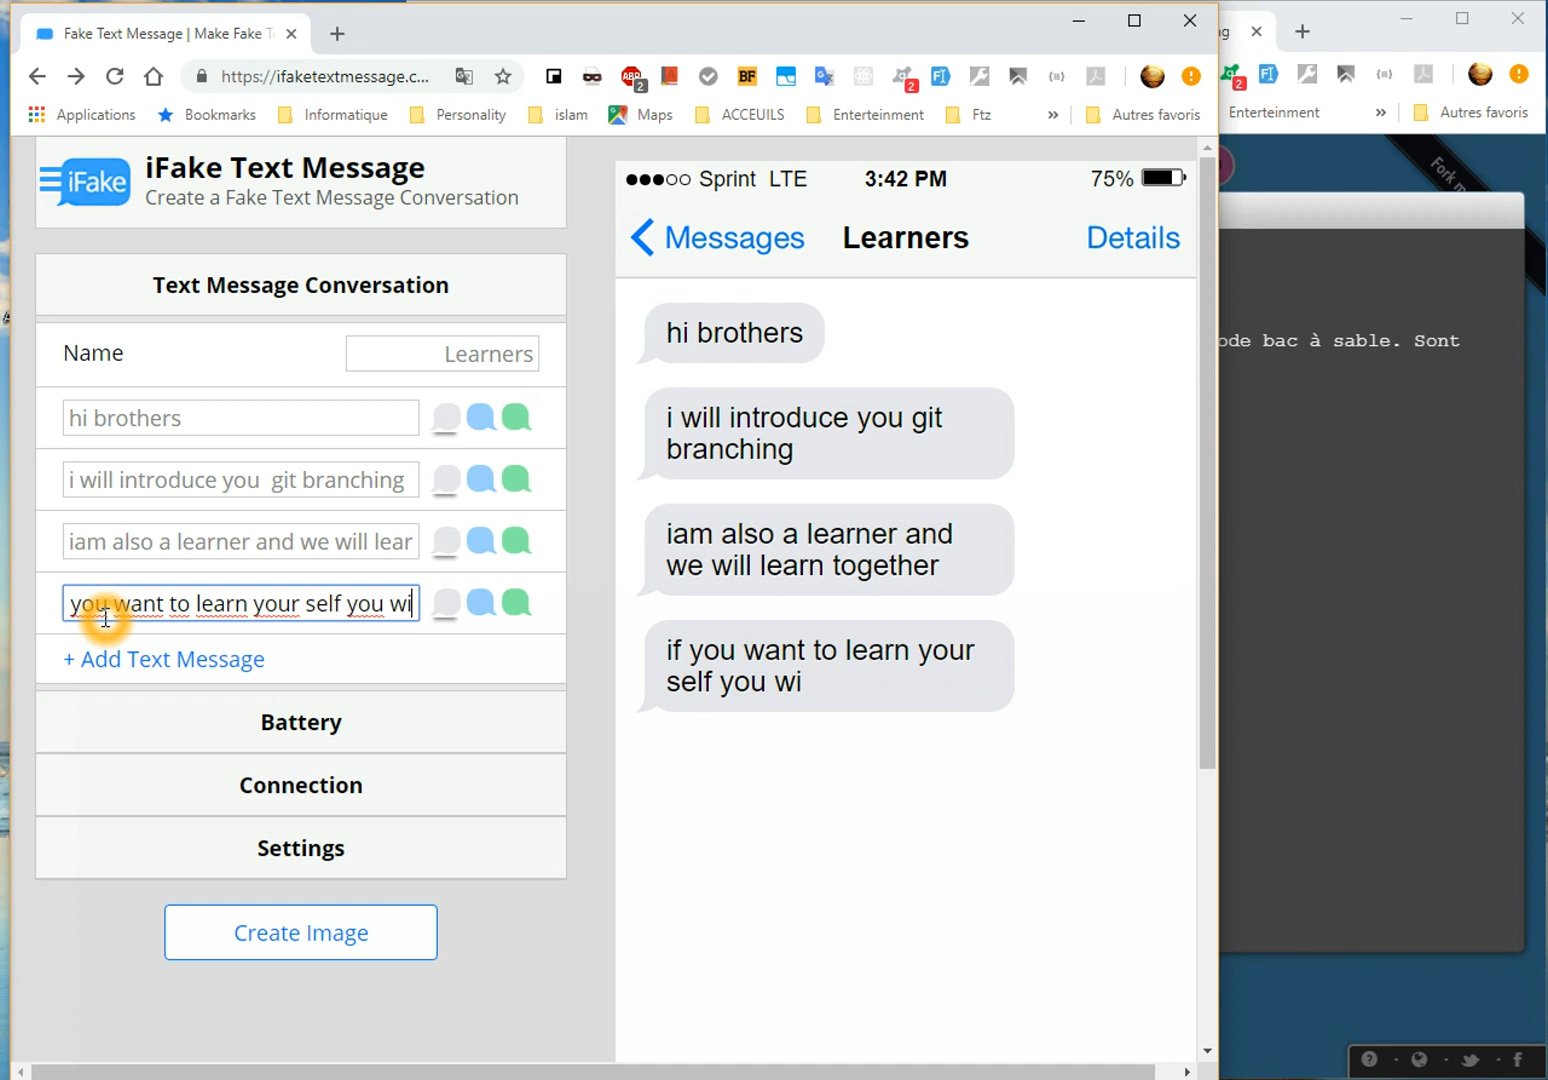 Fake Text Message | Make Fake Te
https://ifaketextmessage.c...
Applications
Bookmarks
Informatique
Personality
islam
Maps
ACCEUILS
Enterteinment
Ftz
»
Autres favoris
iFake
iFake Text Message
Create a Fake Text Message Conversation
Text Message Conversation
Name
Learners
hi brothers
i will introduce you  git branching
iam also a learner and we will lear
you want to learn your self you wi
+ Add Text Message
Battery
Connection
Settings
Create Image
Sprint LTE
3:42 PM
75%
Messages
Learners
Details
hi brothers
i will introduce you git
branching
iam also a learner and
we will learn together
if you want to learn your
self you wi
Enterteinment
»
Autres favoris
Fork m
ode bac à sable. Sont